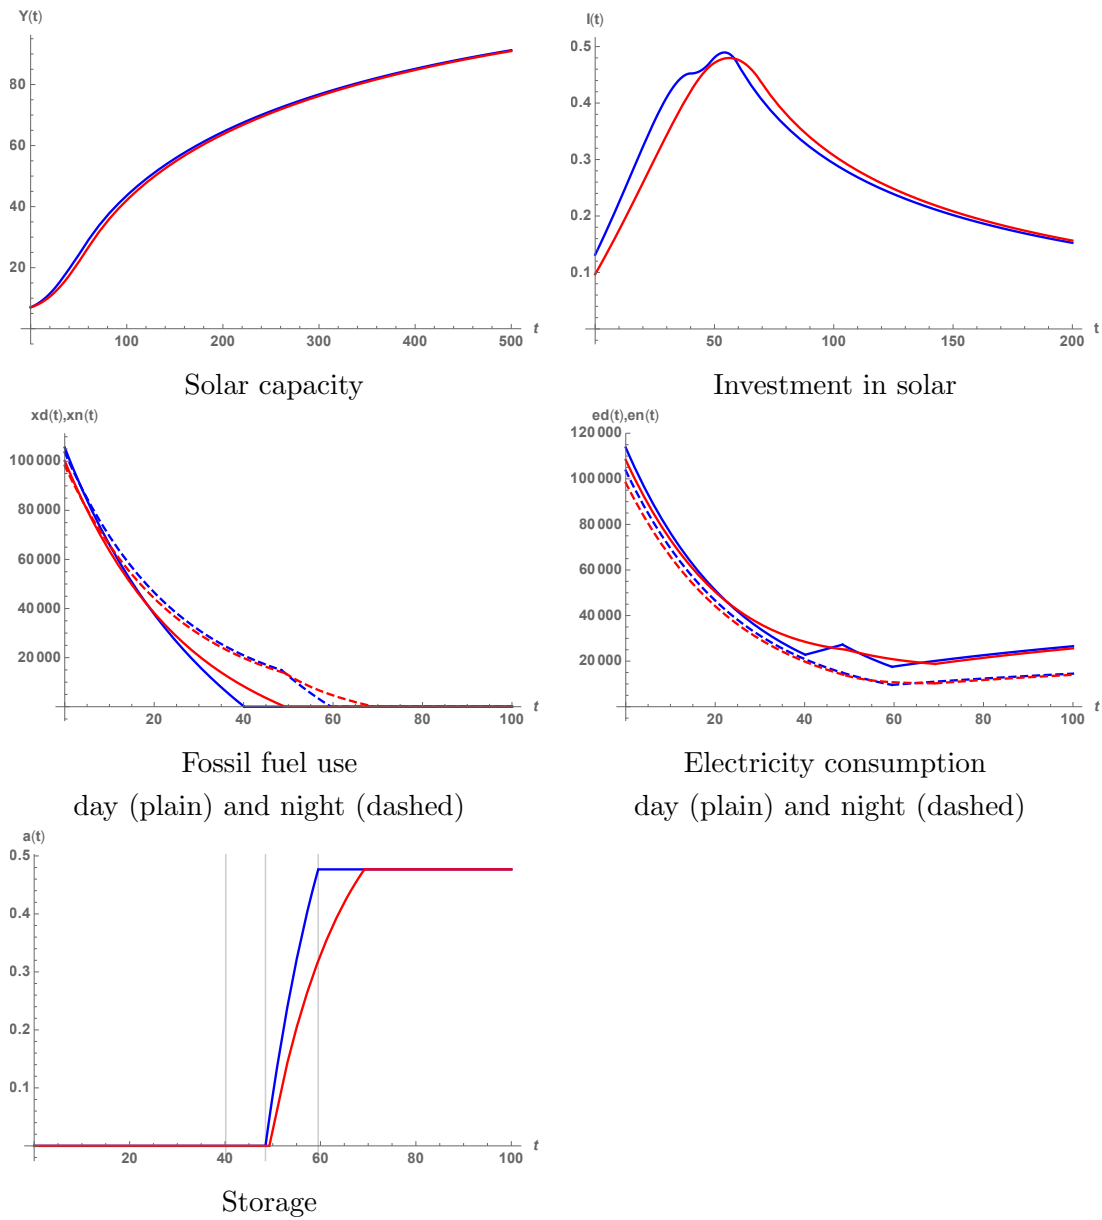 Y(t)
80
60
40
20
100 200 300 400 500 t
Solar capacity
I(t)
0.5
0.4
0.3
0.2
0.1
50 100 150 200 t
Investment in solar
xd(t),xn(t)
100 000
80 000
60 000
40 000
20 000
20 40 60 80 100 t
Fossil fuel use
day (plain) and night (dashed)
ed(t),en(t)
120 000
100 000
80 000
60 000
40 000
20 000
20 40 60 80 100 t
Electricity consumption
day (plain) and night (dashed)
a(t)
0.5
0.4
0.3
0.2
0.1
20 40 60 80 100 t
Storage